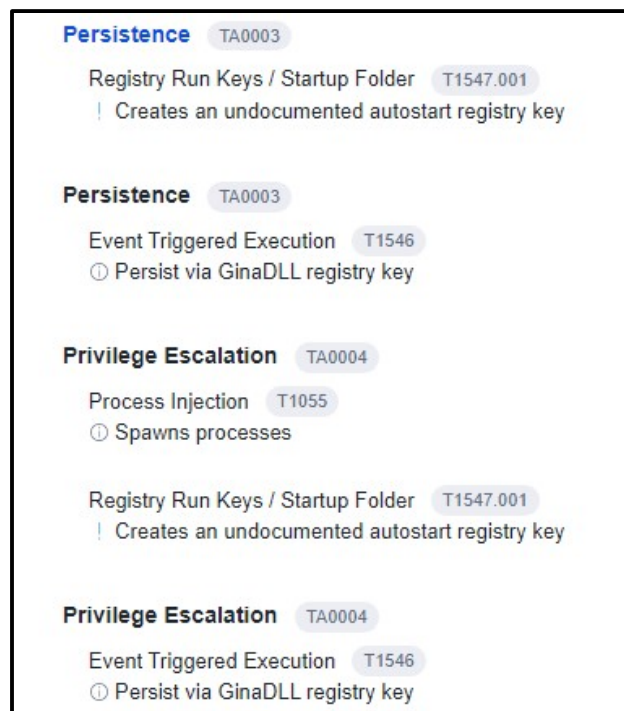 Persistence TA0003
Registry Run Keys / Startup Folder T1547.001
! Creates an undocumented autostart registry key
Persistence TA0003
Event Triggered Execution T1546
ⓘ Persist via GinaDLL registry key
Privilege Escalation TA0004
Process Injection T1055
ⓘ Spawns processes
Registry Run Keys / Startup Folder T1547.001
! Creates an undocumented autostart registry key
Privilege Escalation TA0004
Event Triggered Execution T1546
ⓘ Persist via GinaDLL registry key